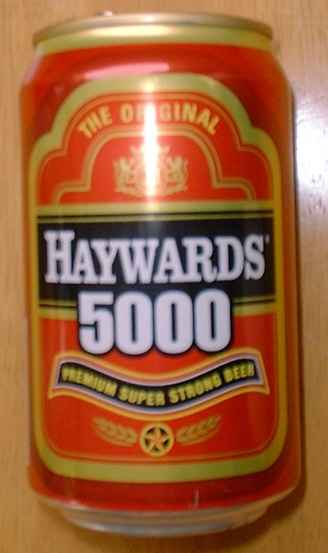 THE ORIGINAL
HAYWARDS
5000
PREMIUM SUPER STRONG BEER